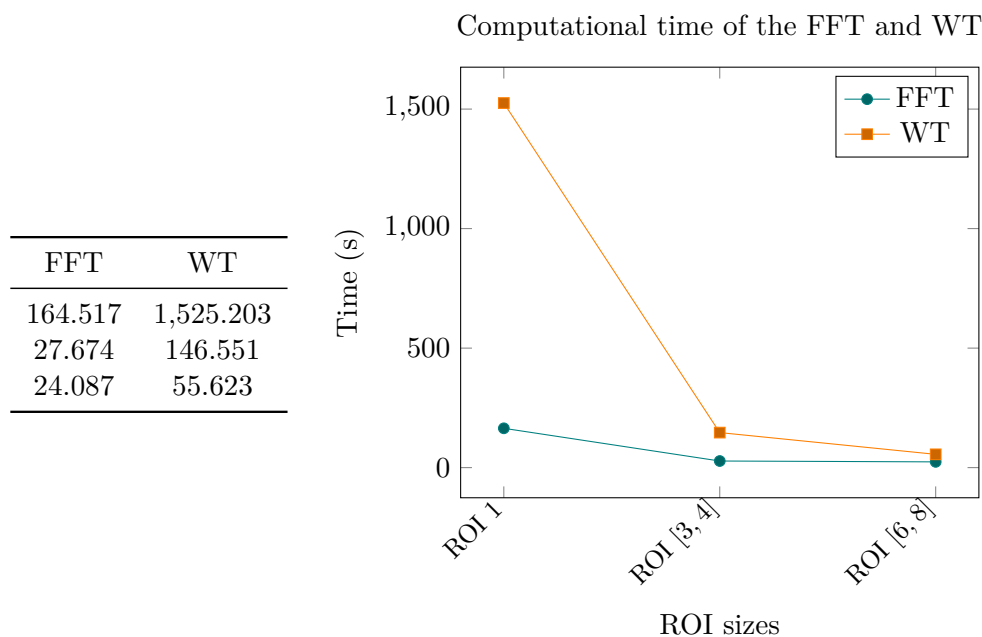 FFT WT
164.517 1,525.203
27.674 146.551
24.087 55.623
Computational time of the FFT and WT
FFT
WT
1,500
1,000
500
0
Time (s)
ROI 1
ROI [3, 4]
ROI [6, 8]
ROI sizes